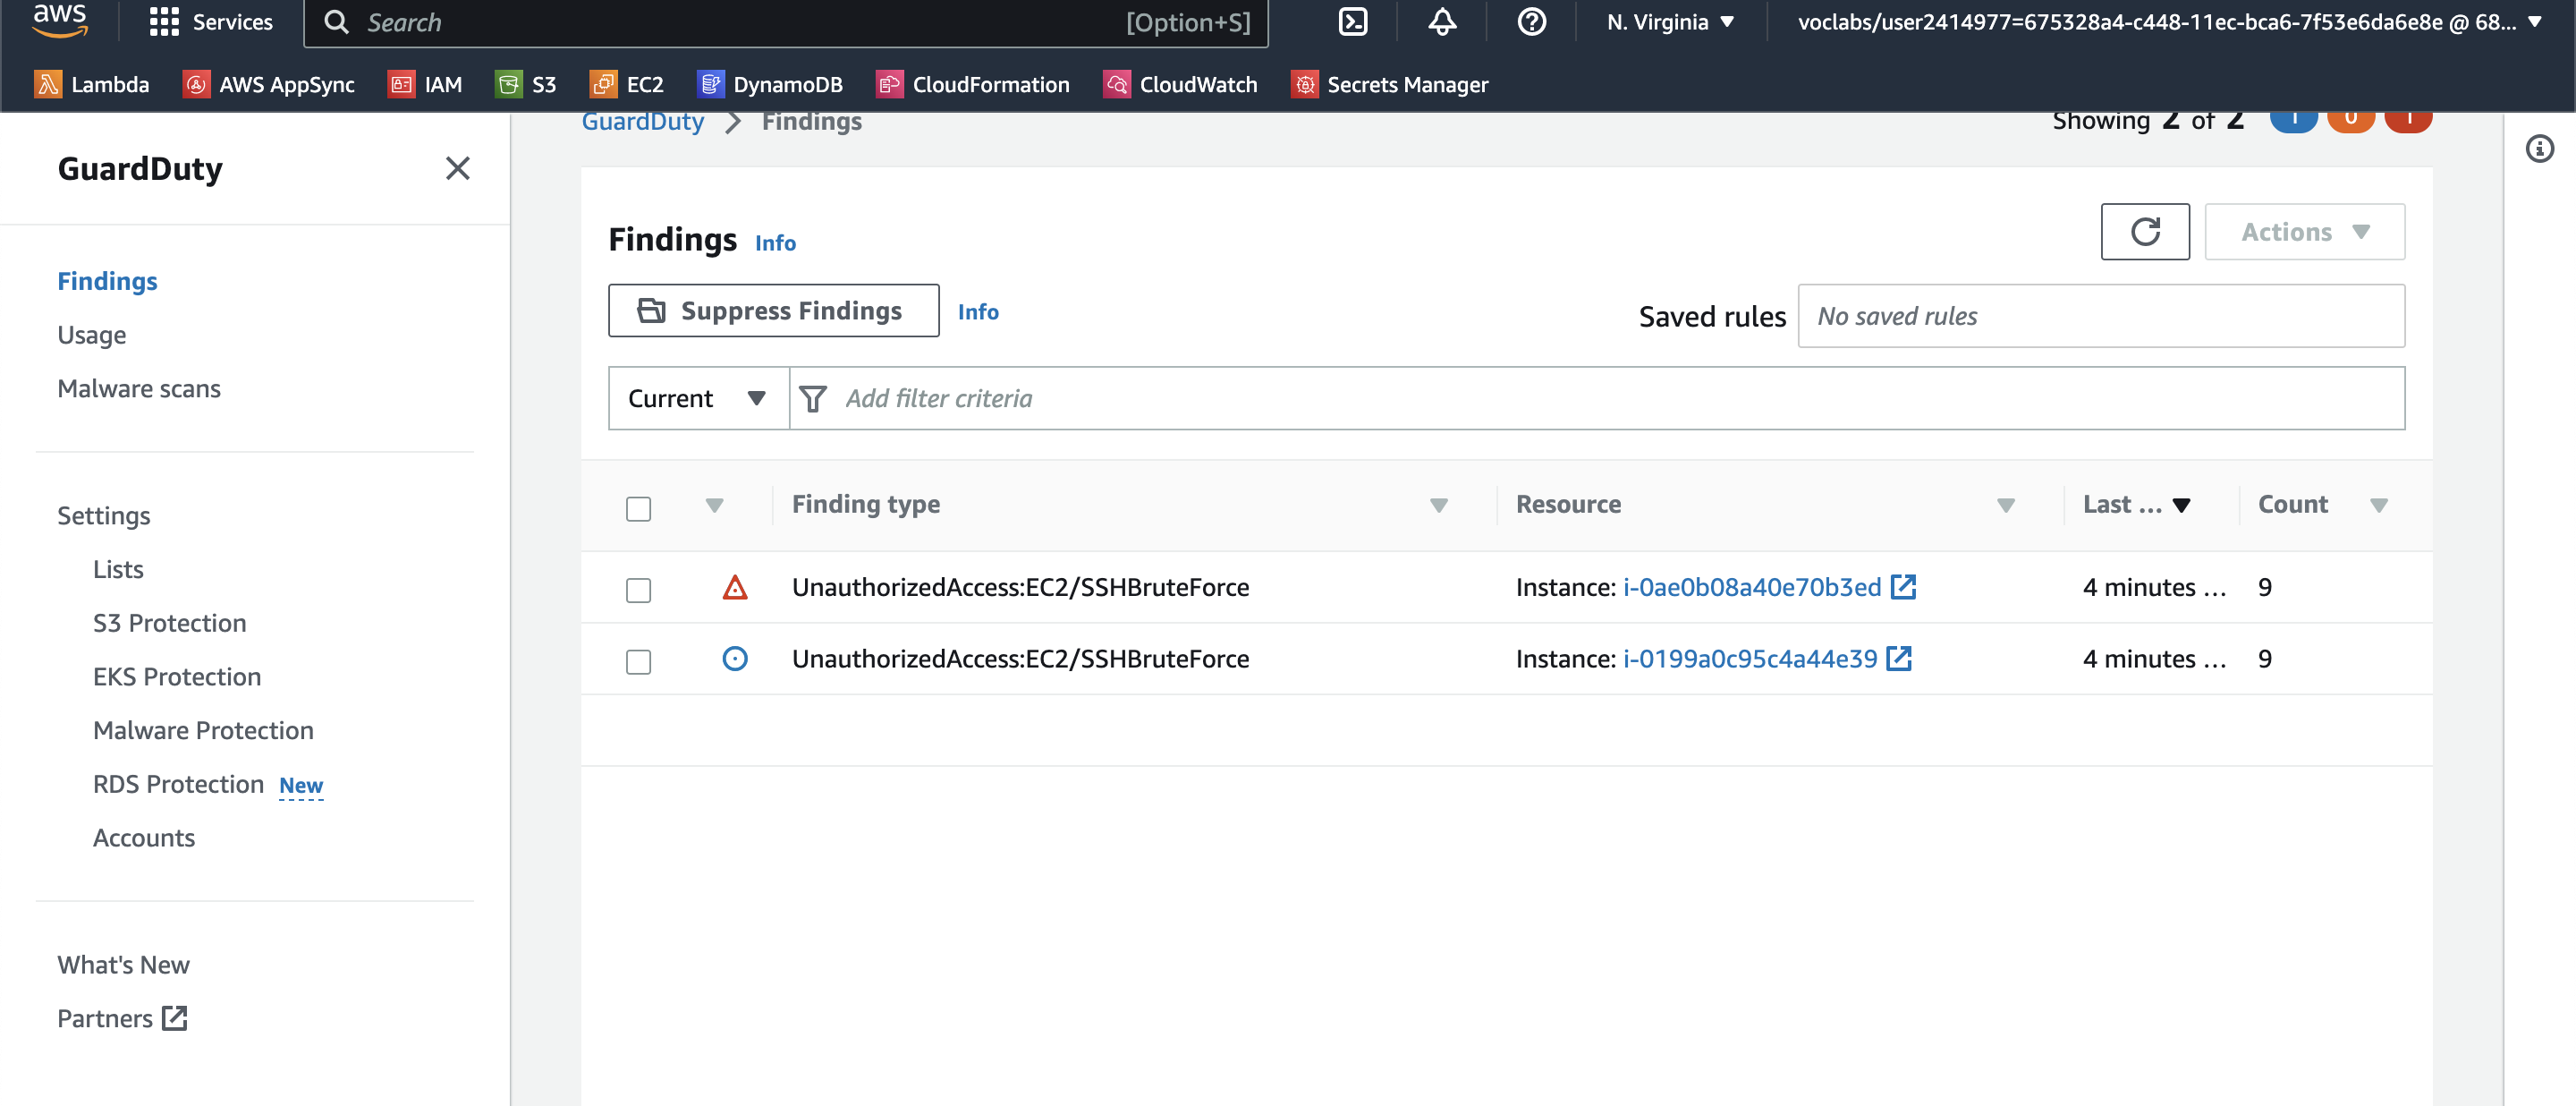 aws
Services
Search [Option+S]
N. Virginia
voclabs/user2414977=675328a4-c448-11ec-bca6-7f53e6da6e8e @ 68...
Lambda
AWS AppSync
IAM
S3
EC2
DynamoDB
CloudFormation
CloudWatch
Secrets Manager
GuardDuty
Findings
Usage
Malware scans
Settings
Lists
S3 Protection
EKS Protection
Malware Protection
RDS Protection New
Accounts
What's New
Partners
GuardDuty > Findings
Showing 2 of 2 1 0 1
Findings Info
Actions
Suppress Findings Info
Saved rules No saved rules
Current Add filter criteria
Finding type Resource Last ... Count
UnauthorizedAccess:EC2/SSHBruteForce Instance: i-0ae0b08a40e70b3ed 4 minutes ... 9
UnauthorizedAccess:EC2/SSHBruteForce Instance: i-0199a0c95c4a44e39 4 minutes ... 9